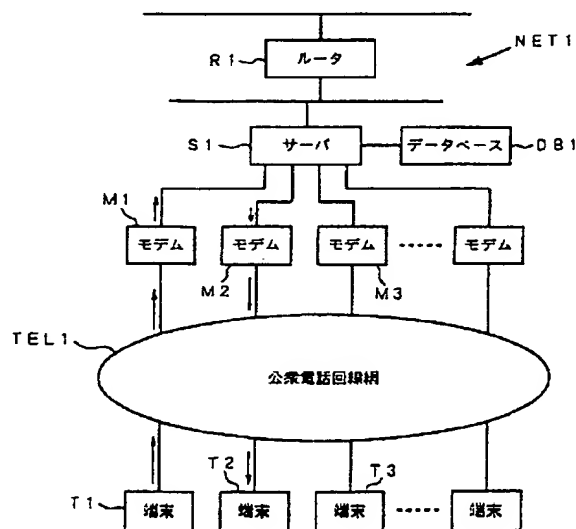 NET1
R1 ルータ
S1 サーバ データベース DB1
M1
モデム モデム モデム モデム
M2 M3
TEL1
公衆電話回線網
T2 T3
T1 端末 端末 端末 端末